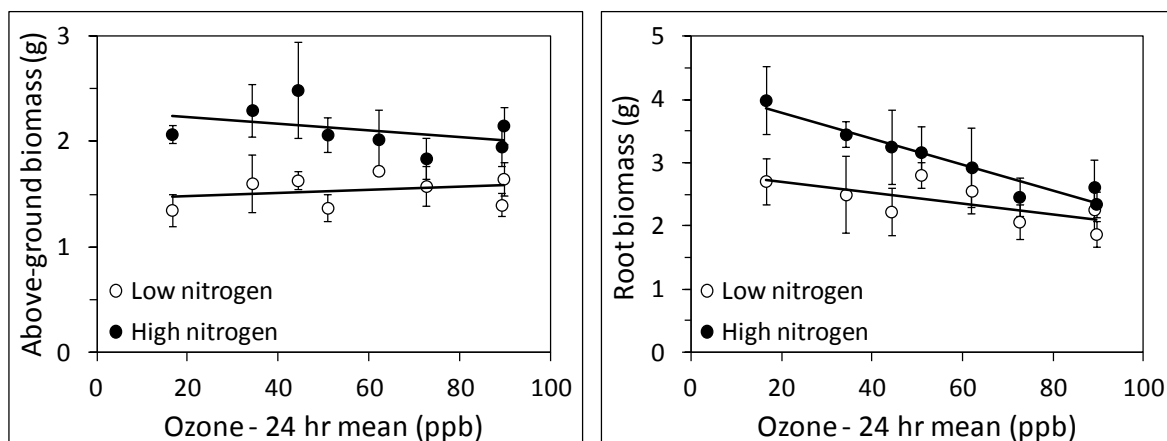 Above-ground biomass (g)
3
2
1
0
Low nitrogen
High nitrogen
0 20 40 60 80 100
Ozone - 24 hr mean (ppb)
Root biomass (g)
5
4
3
2
1
0
Low nitrogen
High nitrogen
0 20 40 60 80 100
Ozone - 24 hr mean (ppb)